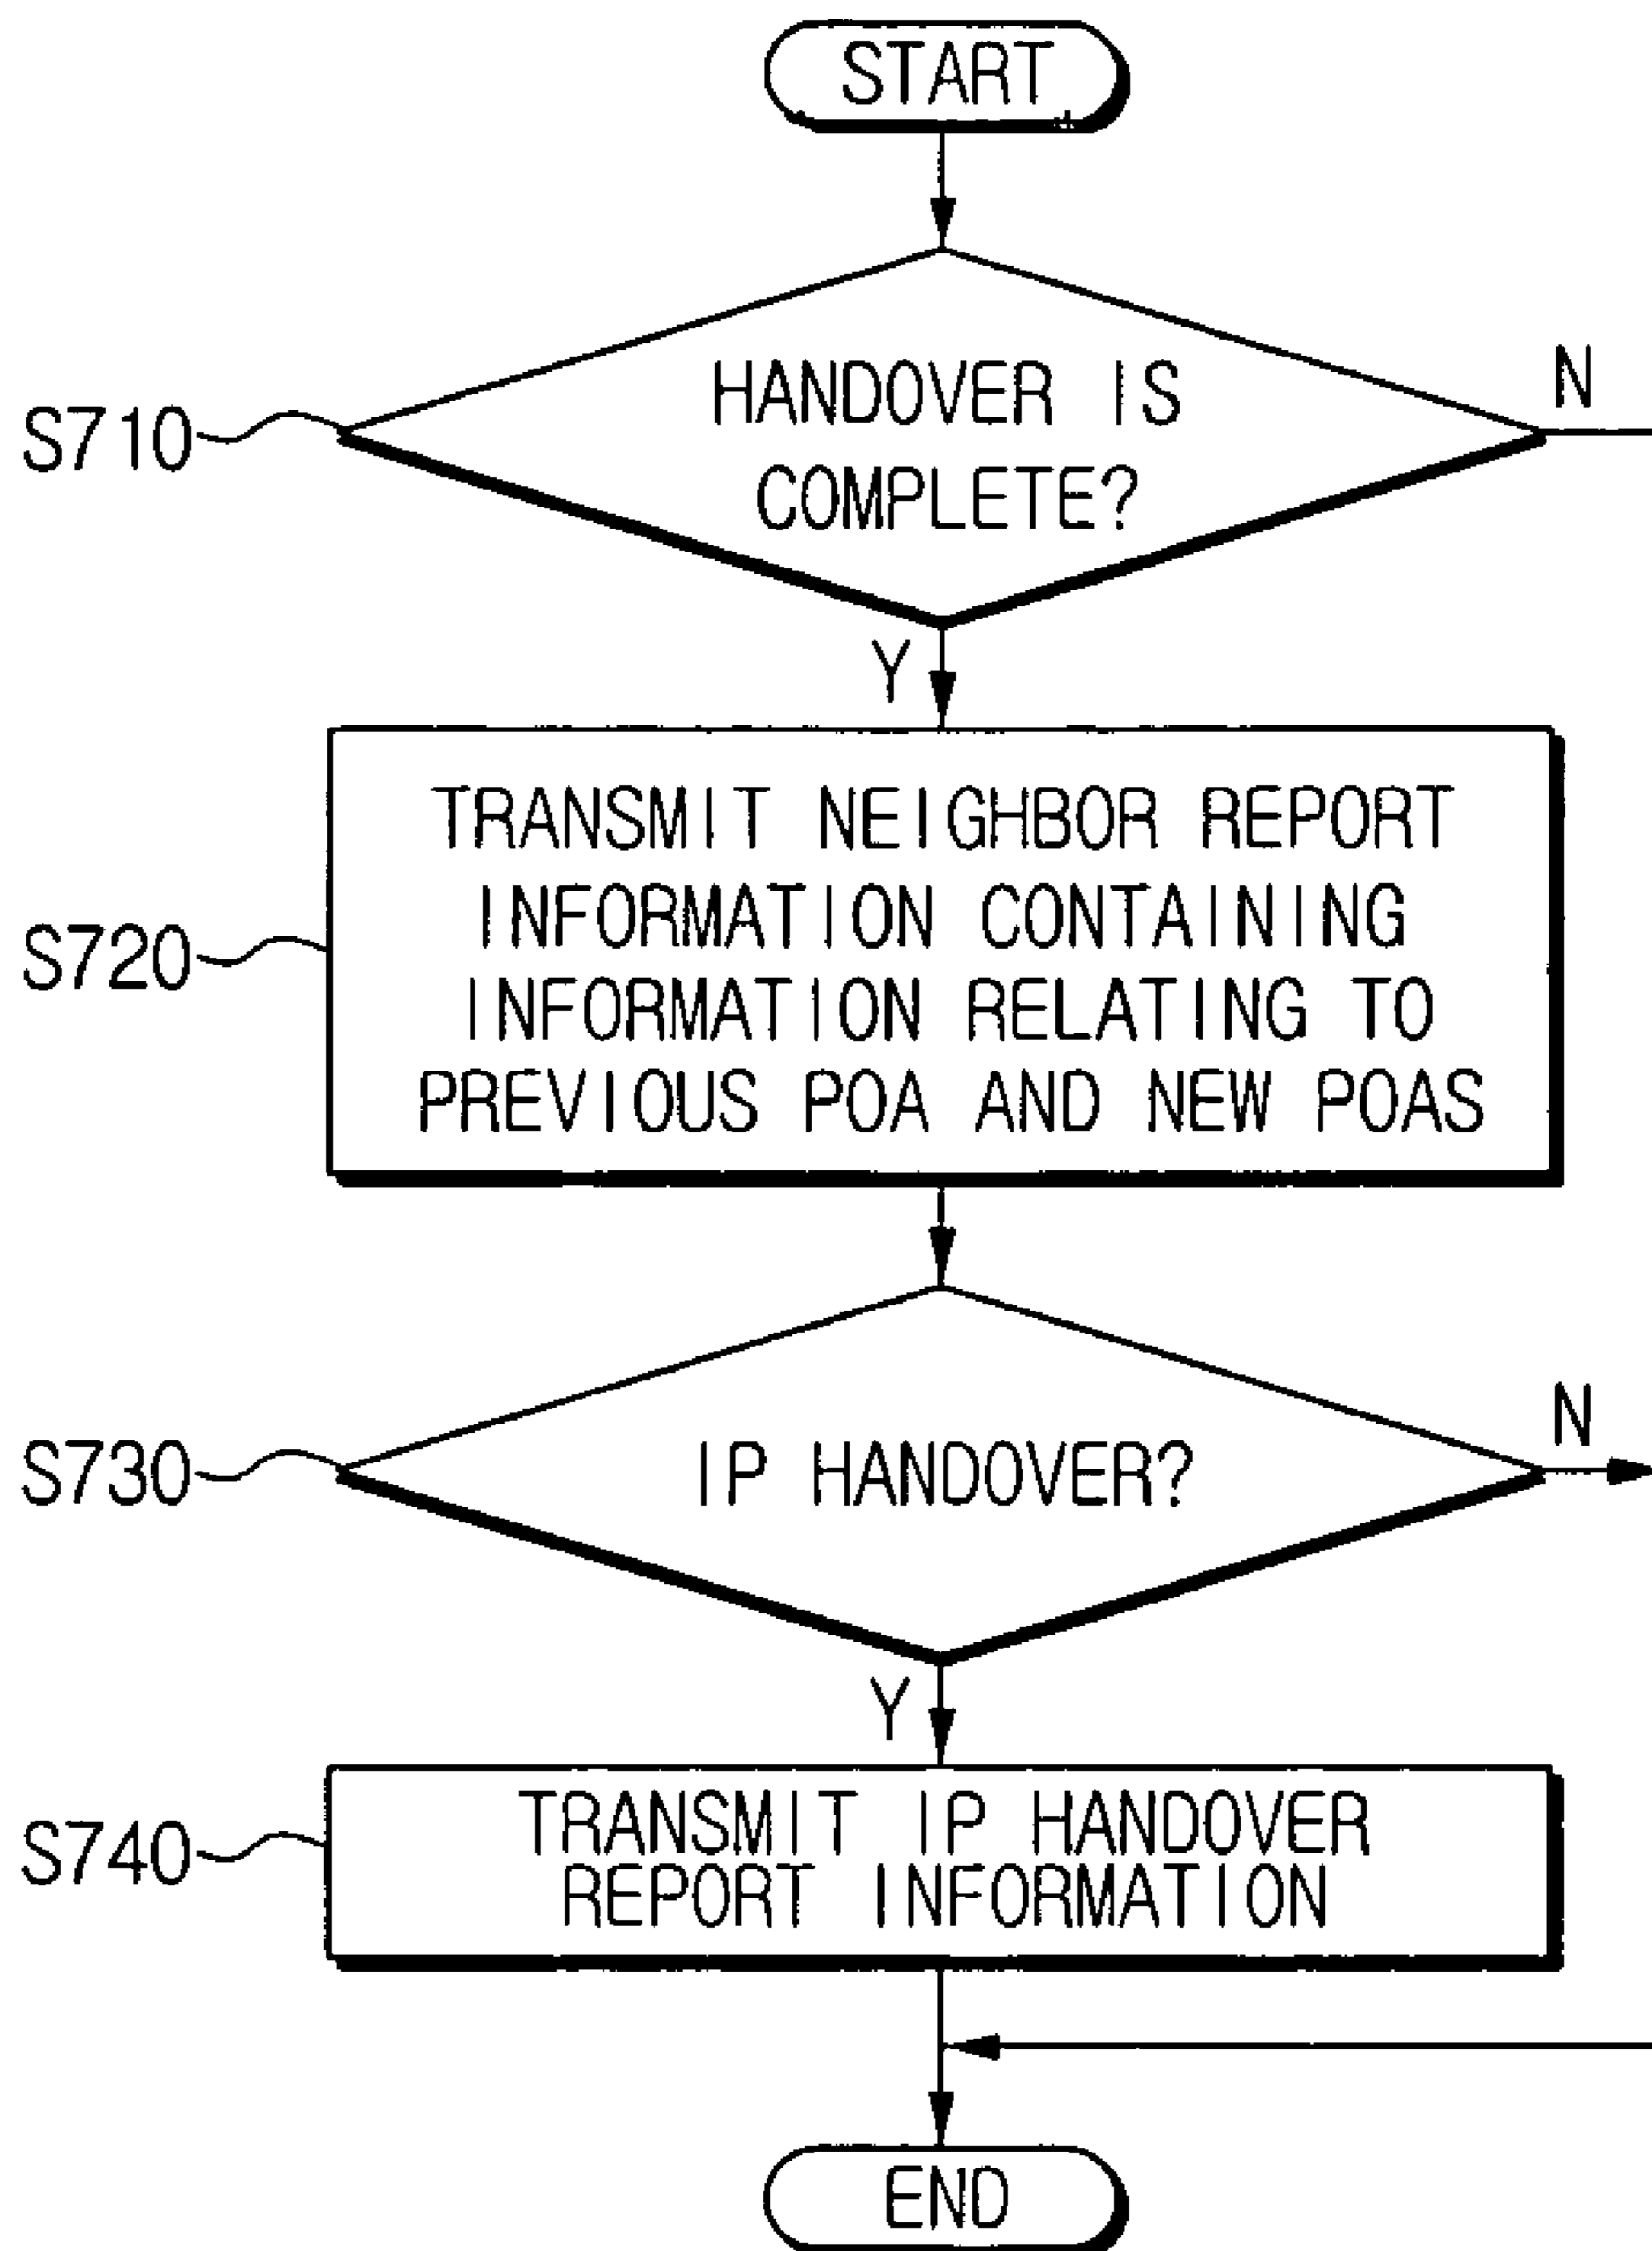 START
HANDOVER IS
COMPLETE?
N
S710
Y
TRANSMIT NEIGHBOR REPORT
INFORMATION CONTAINING
INFORMATION RELATING TO
PREVIOUS POA AND NEW POAS
S720
IP HANDOVER?
N
S730
Y
TRANSMIT IP HANDOVER
REPORT INFORMATION
S740
END